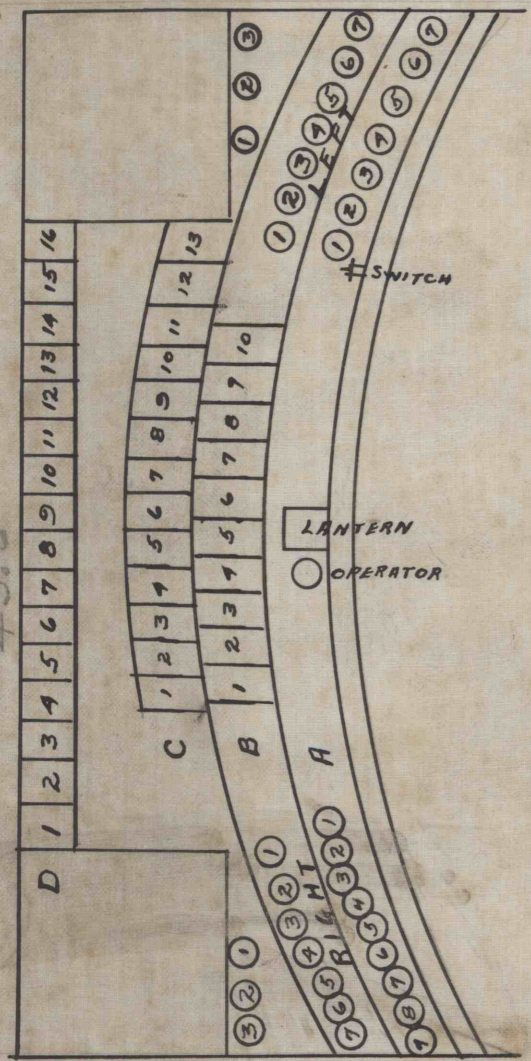 D 1 2 3 4 5 6 7 8 9 10 11 12 13 14 15 16
C 1 2 3 4 5 6 7 8 9 10 11 12 13
3 2 1
1 2 3
B 1 2 3 4 5 6 7 8 9 10
7 6 5 4 3 2 1
1 2 3 4 5 6 7
RIGHT
LEFT
A
9 8 7 6 5 4 3 2 1
1 2 3 4 5 6 7
LANTERN
OPERATOR
SWITCH